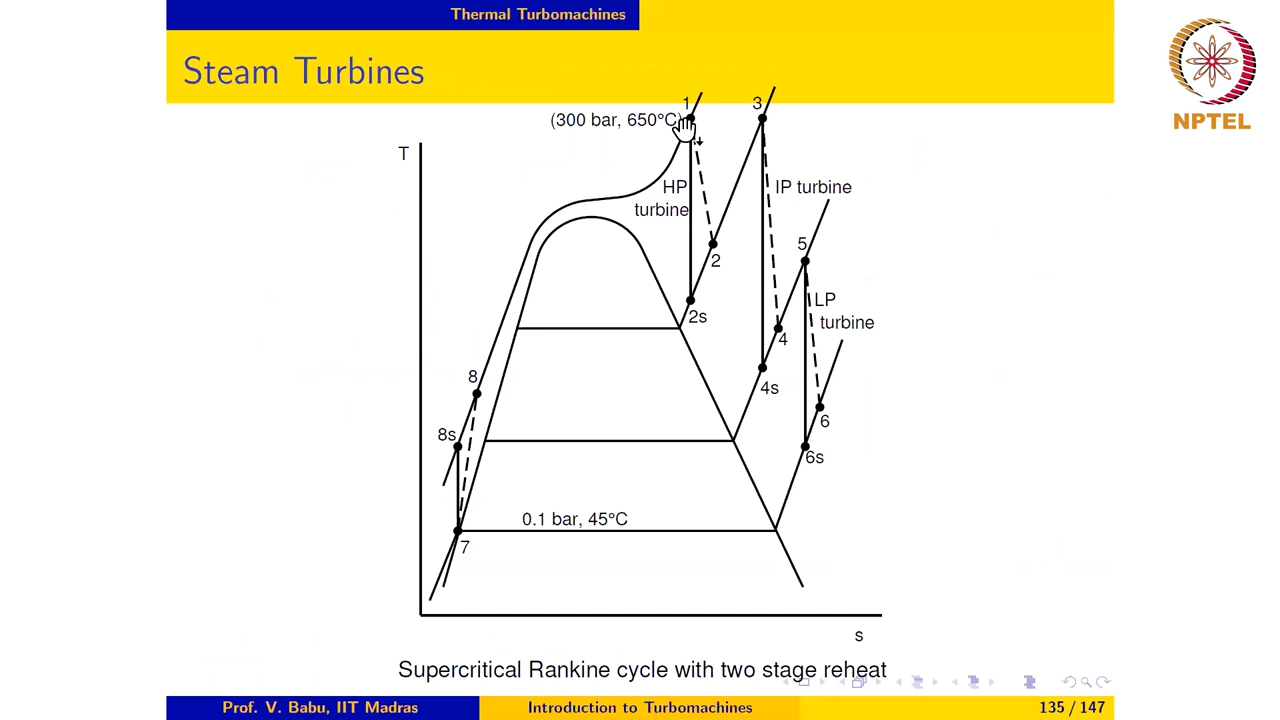 Thermal Turbomachines
Steam Turbines
NPTEL
1
3
(300 bar, 650°C)
T
HP
turbine
IP turbine
2
5
2s
LP
turbine
4
4s
8
6
8s
6s
0.1 bar, 45°C
7
s
Supercritical Rankine cycle with two stage reheat
Prof. V. Babu, IIT Madras
Introduction to Turbomachines
135 / 147